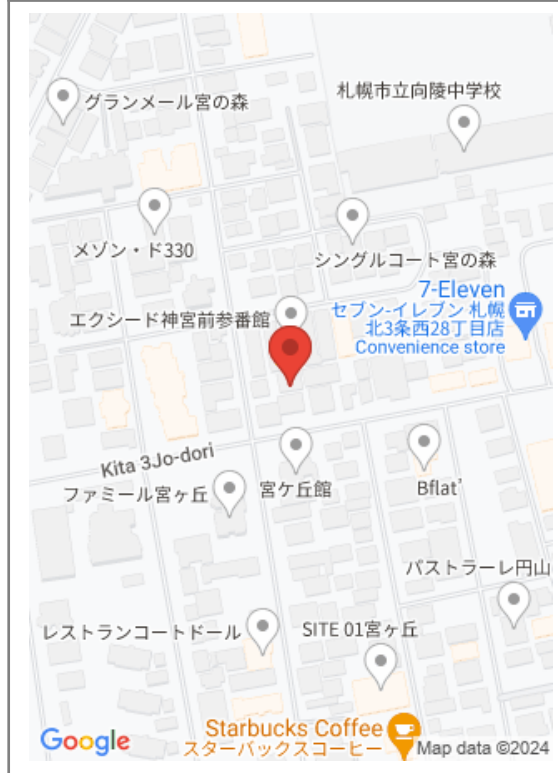 グランメール宮の森
札幌市立向陵中学校
メゾン・ド330
シングルコート宮の森
7-Eleven
セブン-イレブン 札幌
北3条西28丁目店
Convenience store
エクシード神宮前参番館
Kita 3Jo-dori
ファミール宮ヶ丘
宮ケ丘館
Bflat’
パストラーレ円山
レストランコートドール
SITE 01宮ヶ丘
Starbucks Coffee
スターバックスコーヒー
Google
Map data ©2024